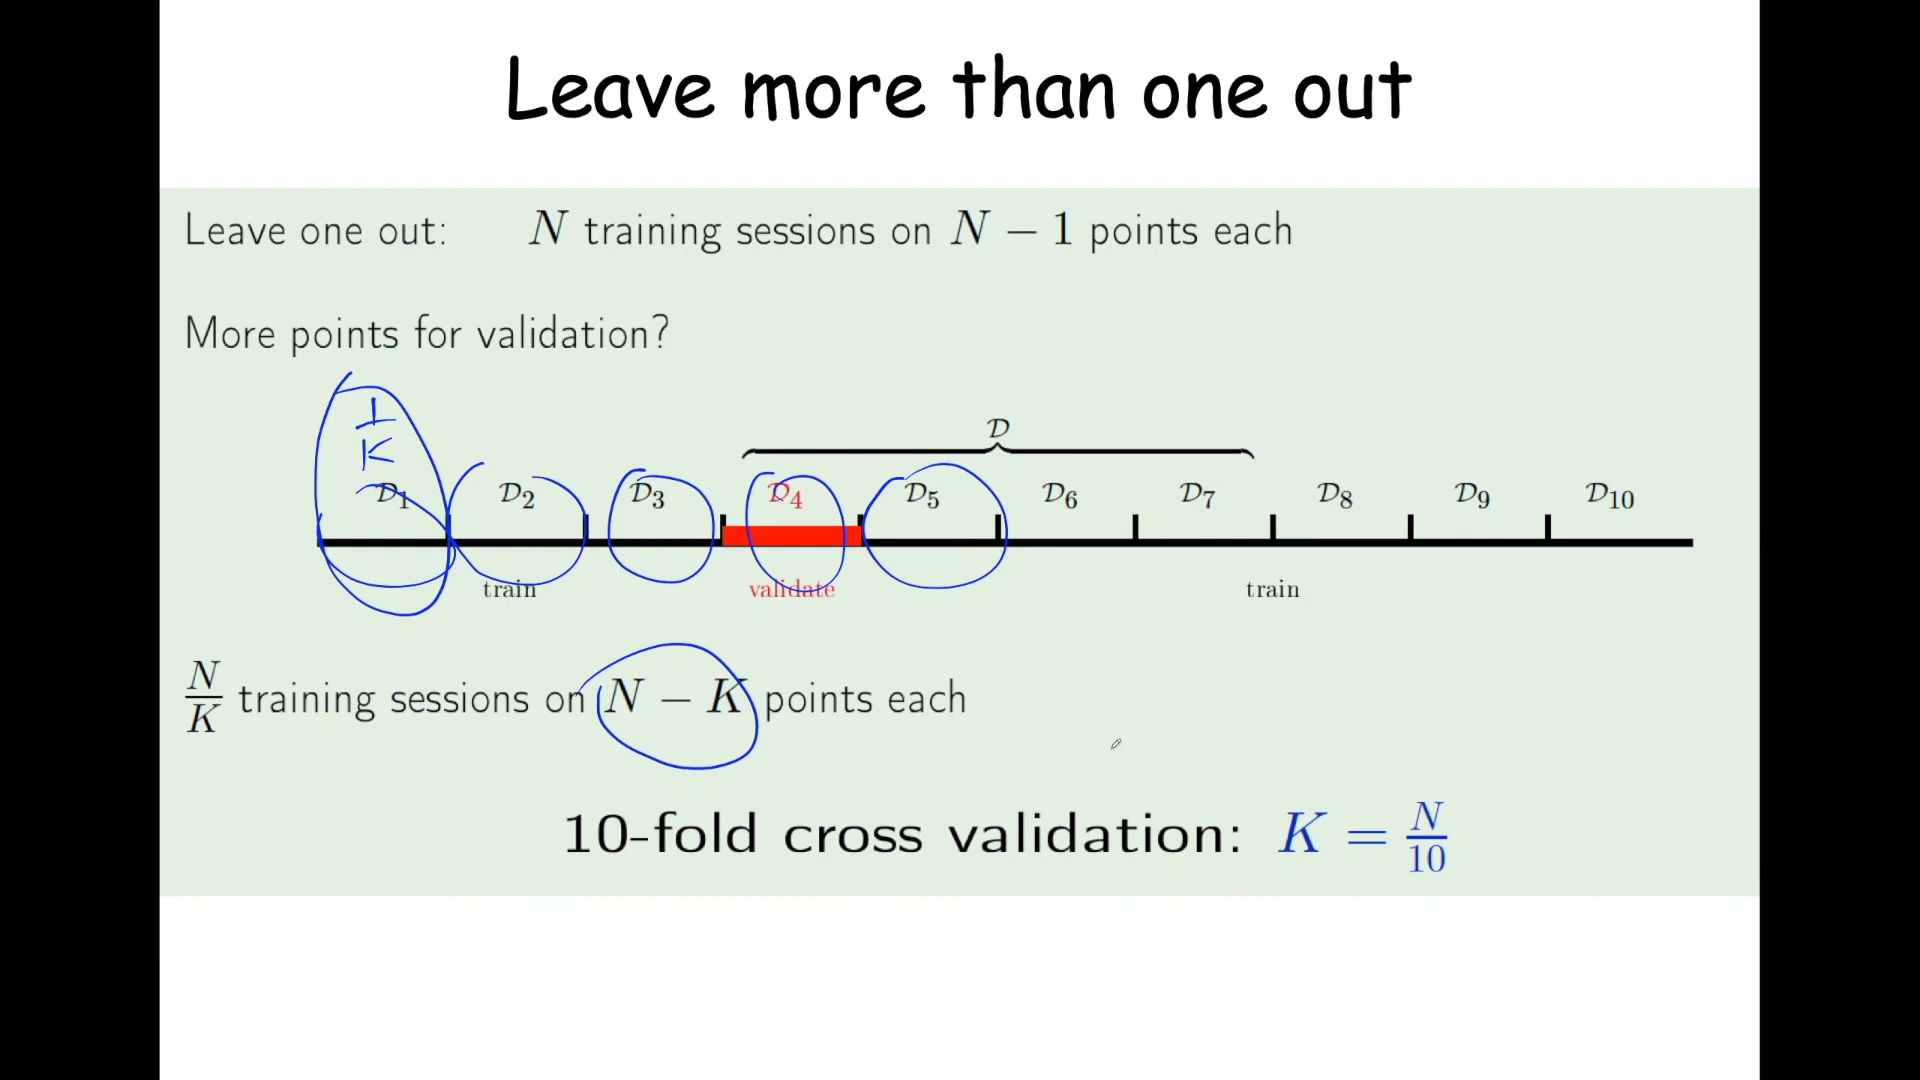 Leave more than one out
Leave one out: N training sessions on N − 1 points each
More points for validation?
1
K
D
D1 D2 D3 D4 D5 D6 D7 D8 D9 D10
train validate train
N/K training sessions on N − K points each
10-fold cross validation: K = N/10